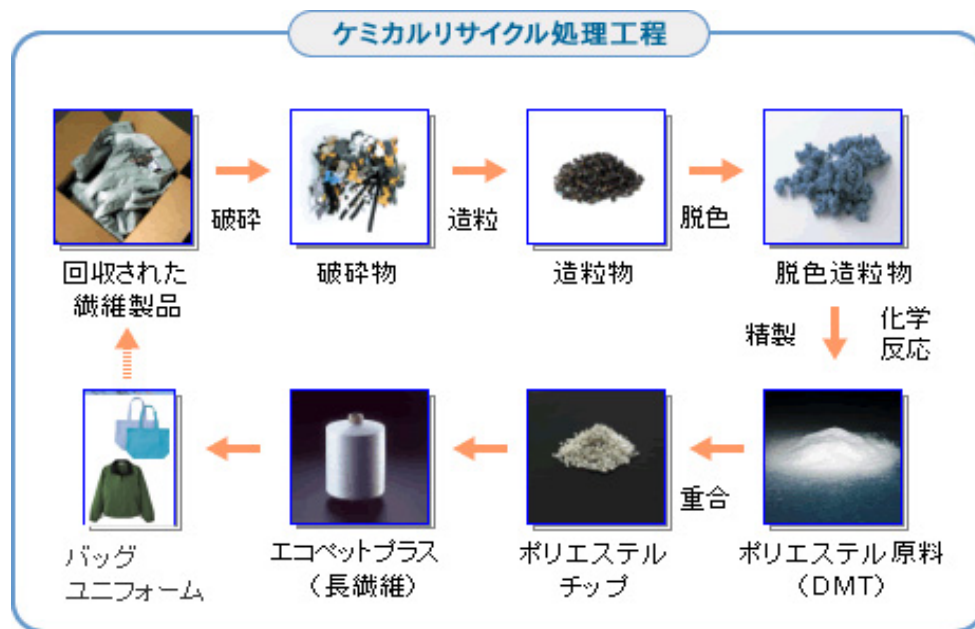 ケミカルリサイクル処理工程
破砕
造粒
脱色
回収された
繊維製品
破砕物
造粒物
脱色造粒物
精製
化学
反応
重合
バッグ
ユニフォーム
エコペットプラス
（長繊維）
ポリエステル
チップ
ポリエステル原料
（DMT）